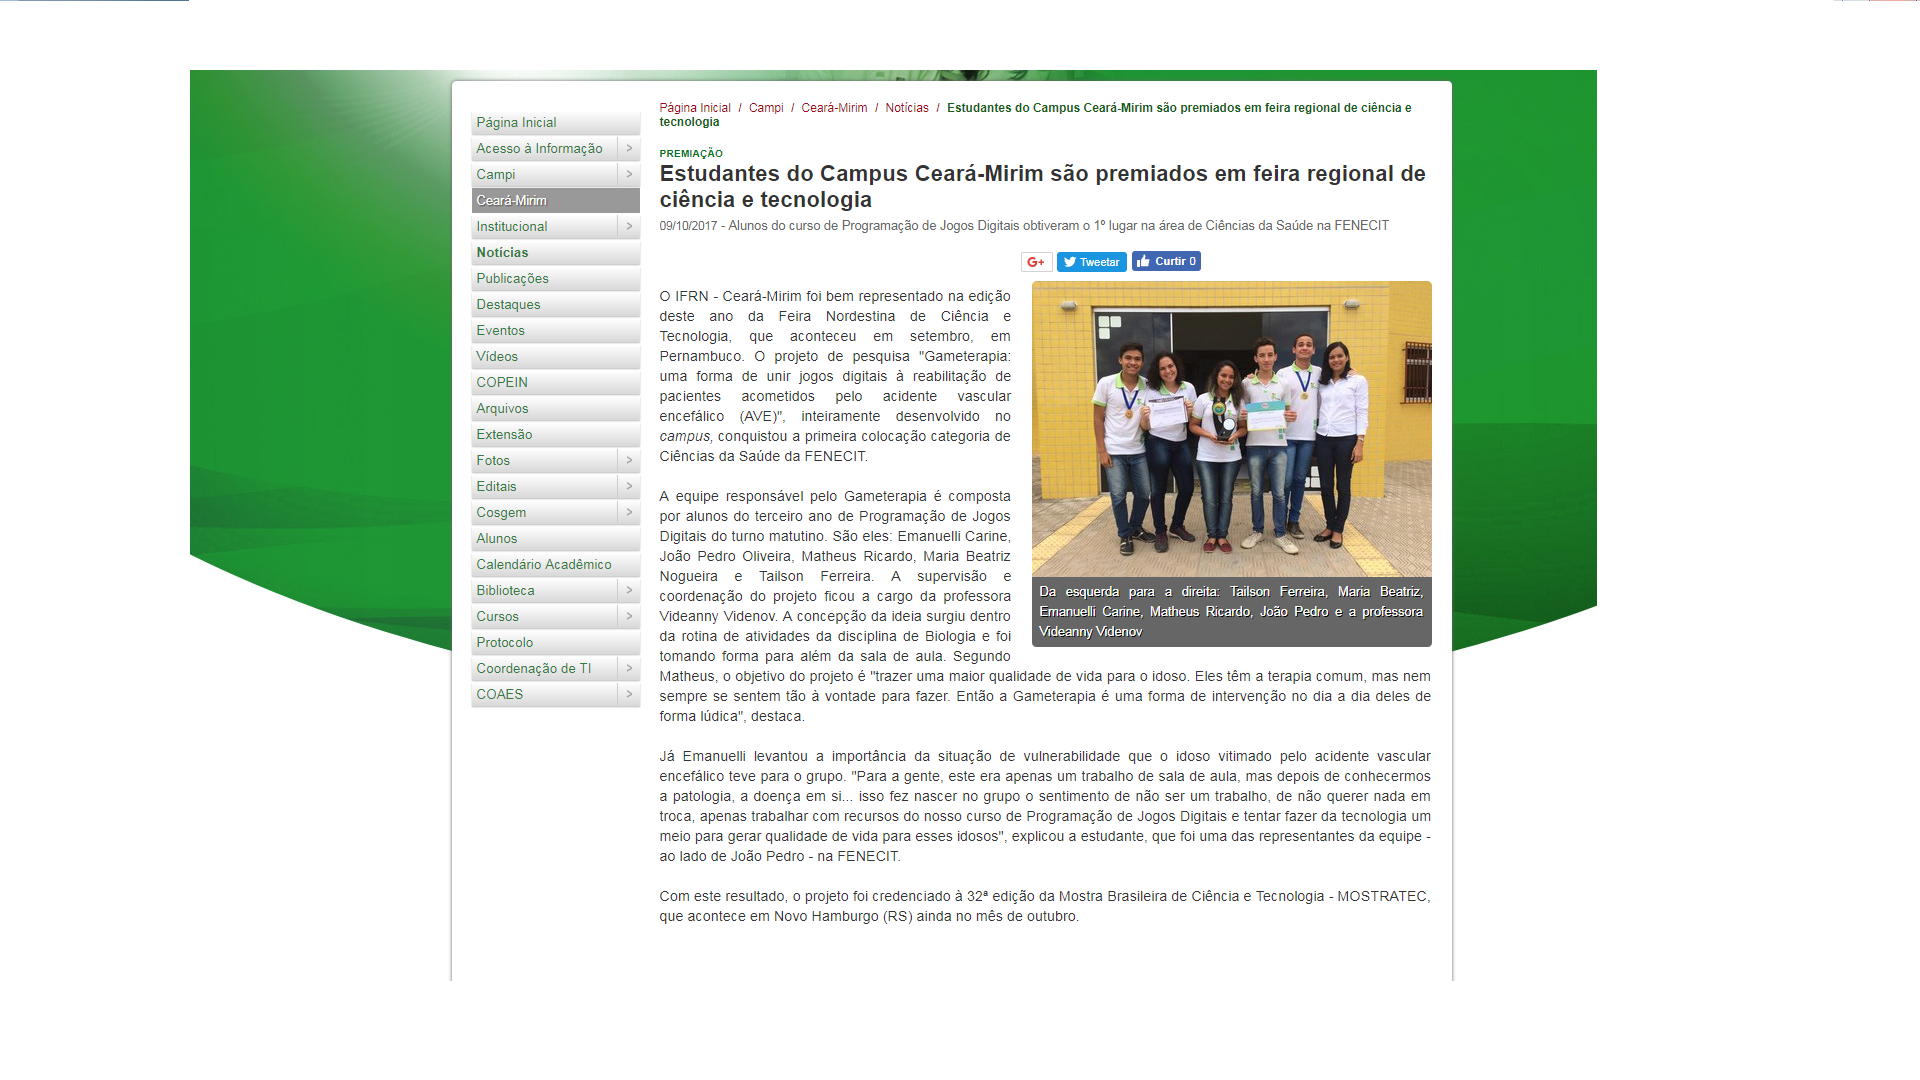 Página Inicial / Campi / Ceará-Mirim / Notícias / Estudantes do Campus Ceará-Mirim são premiados em feira regional de ciência e
tecnologia
Página Inicial
Acesso à Informação >
Campi >
Ceará-Mirim
Institucional >
Notícias
Publicações
Destaques
Eventos
Vídeos
COPEIN
Arquivos
Extensão
Fotos >
Editais >
Cosgem >
Alunos
Calendário Acadêmico
Biblioteca >
Cursos >
Protocolo
Coordenação de TI >
COAES >
PREMIAÇÃO
Estudantes do Campus Ceará-Mirim são premiados em feira regional de
ciência e tecnologia
09/10/2017 - Alunos do curso de Programação de Jogos Digitais obtiveram o 1º lugar na área de Ciências da Saúde na FENECIT
G+ Tweetar Curtir 0
O IFRN - Ceará-Mirim foi bem representado na edição
deste ano da Feira Nordestina de Ciência e
Tecnologia, que aconteceu em setembro, em
Pernambuco. O projeto de pesquisa "Gameterapia:
uma forma de unir jogos digitais à reabilitação de
pacientes acometidos pelo acidente vascular
encefálico (AVE)", inteiramente desenvolvido no
campus, conquistou a primeira colocação categoria de
Ciências da Saúde da FENECIT.
Da esquerda para a direita: Tailson Ferreira, Maria Beatriz,
Emanuelli Carine, Matheus Ricardo, João Pedro e a professora
Videanny Videnov
A equipe responsável pelo Gameterapia é composta
por alunos do terceiro ano de Programação de Jogos
Digitais do turno matutino. São eles: Emanuelli Carine,
João Pedro Oliveira, Matheus Ricardo, Maria Beatriz
Nogueira e Tailson Ferreira. A supervisão e
coordenação do projeto ficou a cargo da professora
Videanny Videnov. A concepção da ideia surgiu dentro
da rotina de atividades da disciplina de Biologia e foi
tomando forma para além da sala de aula. Segundo
Matheus, o objetivo do projeto é "trazer uma maior qualidade de vida para o idoso. Eles têm a terapia comum, mas nem
sempre se sentem tão à vontade para fazer. Então a Gameterapia é uma forma de intervenção no dia a dia deles de
forma lúdica", destaca.
Já Emanuelli levantou a importância da situação de vulnerabilidade que o idoso vitimado pelo acidente vascular
encefálico teve para o grupo. "Para a gente, este era apenas um trabalho de sala de aula, mas depois de conhecermos
a patologia, a doença em si... isso fez nascer no grupo o sentimento de não ser um trabalho, de não querer nada em
troca, apenas trabalhar com recursos do nosso curso de Programação de Jogos Digitais e tentar fazer da tecnologia um
meio para gerar qualidade de vida para esses idosos", explicou a estudante, que foi uma das representantes da equipe -
ao lado de João Pedro - na FENECIT.
Com este resultado, o projeto foi credenciado à 32ª edição da Mostra Brasileira de Ciência e Tecnologia - MOSTRATEC,
que acontece em Novo Hamburgo (RS) ainda no mês de outubro.